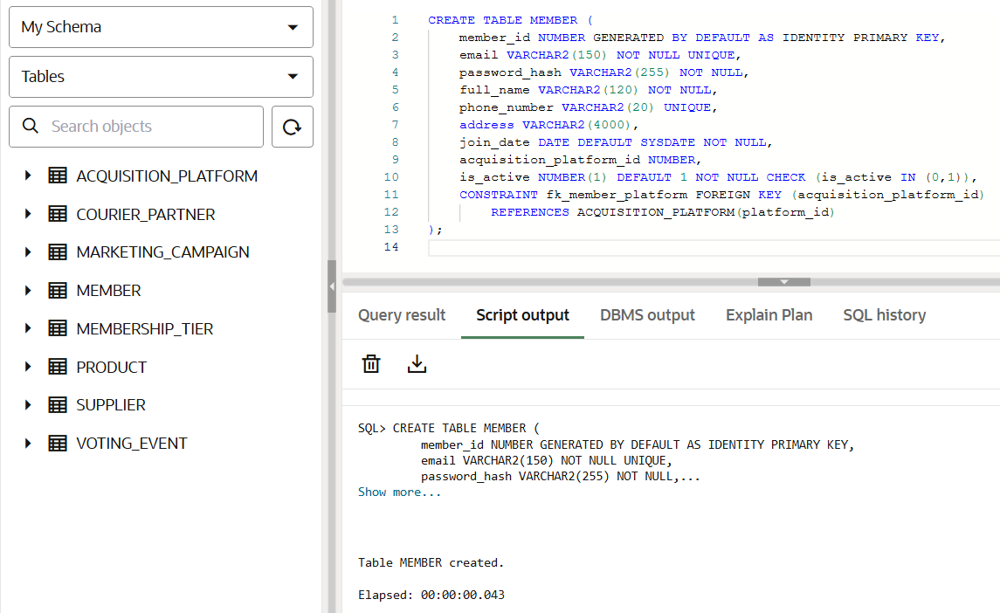 My Schema
Tables
Search objects
ACQUISITION_PLATFORM
COURIER_PARTNER
MARKETING_CAMPAIGN
MEMBER
MEMBERSHIP_TIER
PRODUCT
SUPPLIER
VOTING_EVENT
1 CREATE TABLE MEMBER (
2 member_id NUMBER GENERATED BY DEFAULT AS IDENTITY PRIMARY KEY,
3 email VARCHAR2(150) NOT NULL UNIQUE,
4 password_hash VARCHAR2(255) NOT NULL,
5 full_name VARCHAR2(120) NOT NULL,
6 phone_number VARCHAR2(20) UNIQUE,
7 address VARCHAR2(4000),
8 join_date DATE DEFAULT SYSDATE NOT NULL,
9 acquisition_platform_id NUMBER,
10 is_active NUMBER(1) DEFAULT 1 NOT NULL CHECK (is_active IN (0,1)),
11 CONSTRAINT fk_member_platform FOREIGN KEY (acquisition_platform_id)
12 REFERENCES ACQUISITION_PLATFORM(platform_id)
13 );
14
Query result Script output DBMS output Explain Plan SQL history
SQL> CREATE TABLE MEMBER (
member_id NUMBER GENERATED BY DEFAULT AS IDENTITY PRIMARY KEY,
email VARCHAR2(150) NOT NULL UNIQUE,
password_hash VARCHAR2(255) NOT NULL,...
Show more...
Table MEMBER created.
Elapsed: 00:00:00.043